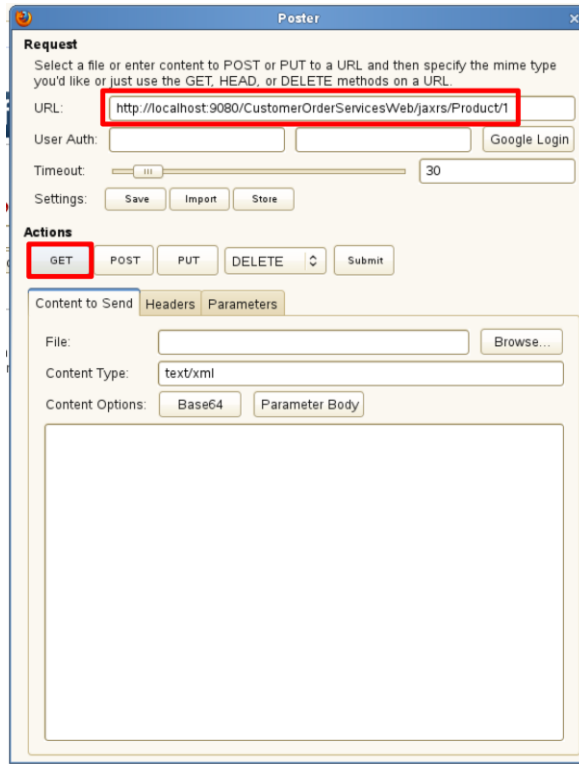 Poster
Request
Select a file or enter content to POST or PUT to a URL and then specify the mime type
you'd like or just use the GET, HEAD, or DELETE methods on a URL.
URL: http://localhost:9080/CustomerOrderServicesWeb/jaxrs/Product/1
User Auth: Google Login
Timeout: 30
Settings: Save Import Store
Actions
GET POST PUT DELETE Submit
Content to Send Headers Parameters
File: Browse...
Content Type: text/xml
Content Options: Base64 Parameter Body